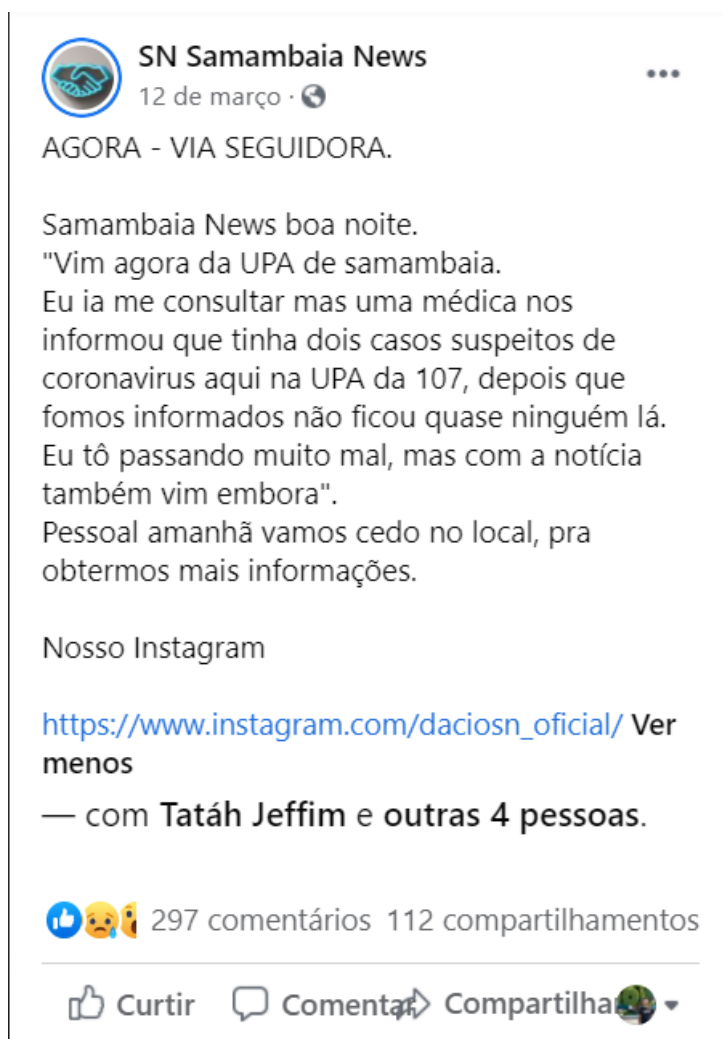 SN Samambaia News
12 de março ·
AGORA - VIA SEGUIDORA.
Samambaia News boa noite.
"Vim agora da UPA de samambaia.
Eu ia me consultar mas uma médica nos
informou que tinha dois casos suspeitos de
coronavirus aqui na UPA da 107, depois que
fomos informados não ficou quase ninguém lá.
Eu tô passando muito mal, mas com a notícia
também vim embora".
Pessoal amanhã vamos cedo no local, pra
obtermos mais informações.
Nosso Instagram
https://www.instagram.com/daciosn_oficial/ Ver
menos
— com Tatáh Jeffim e outras 4 pessoas.
297 comentários 112 compartilhamentos
Curtir Comentar Compartilha